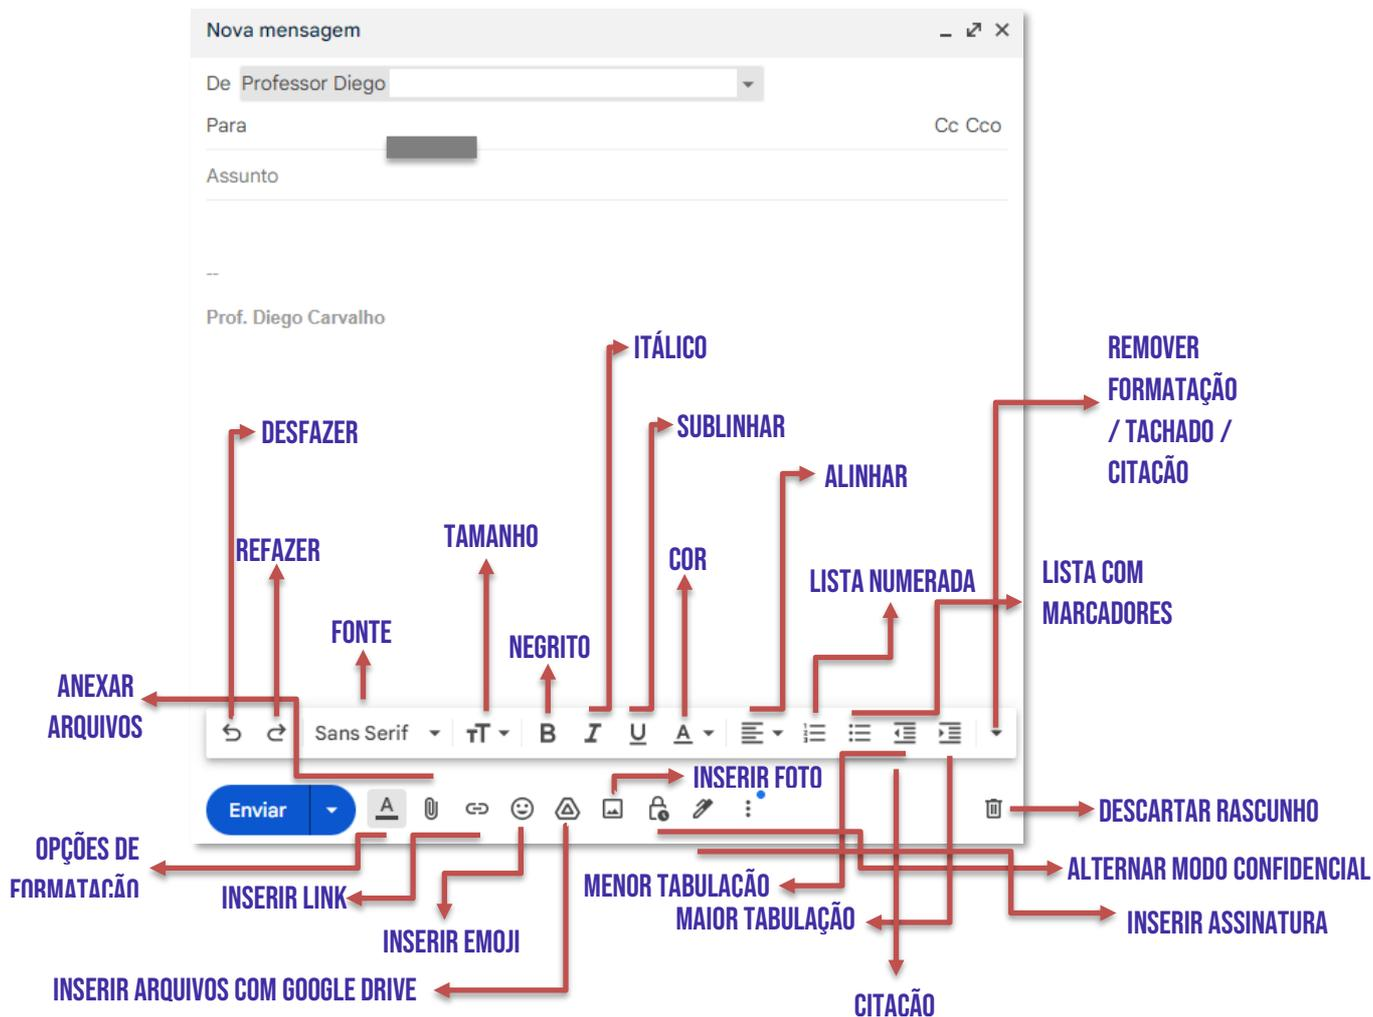 Nova mensagem
De Professor Diego
Para
Cc Cco
Assunto
--
Prof. Diego Carvalho
ITÁLICO
REMOVER
FORMATAÇÃO
/ TACHADO /
CITAÇÃO
SUBLINHAR
DESFAZER
ALINHAR
TAMANHO
REFAZER
COR
LISTA NUMERADA
LISTA COM
MARCADORES
FONTE
NEGRITO
ANEXAR
ARQUIVOS
Sans Serif
B I U A
INSERIR FOTO
Enviar
A
DESCARTAR RASCUNHO
OPÇÕES DE
FORMATAÇÃO
ALTERNAR MODO CONFIDENCIAL
MENOR TABULAÇÃO
INSERIR LINK
MAIOR TABULAÇÃO
INSERIR ASSINATURA
INSERIR EMOJI
INSERIR ARQUIVOS COM GOOGLE DRIVE
CITAÇÃO